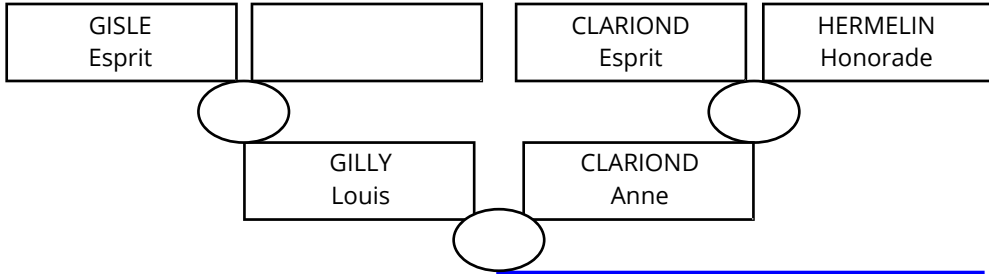 GISLE
Esprit
CLARIOND
Esprit
HERMELIN
Honorade
GILLY
Louis
CLARIOND
Anne